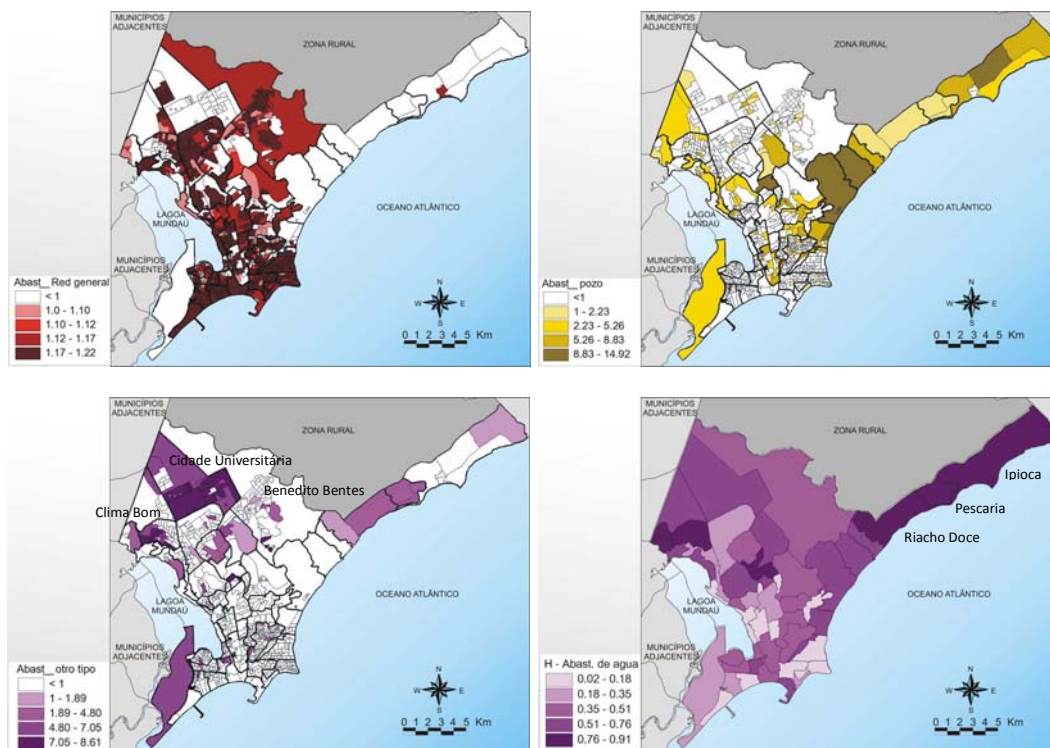 MUNICÍPIOS
ADJACENTES
ZONA RURAL
LAGOA
MUNDAÚ
OCEANO ATLÂNTICO
MUNICÍPIOS
ADJACENTES
Abast__ Red general
< 1
1.0 - 1.10
1.10 - 1.12
1.12 - 1.17
1.17 - 1.22
N
W E
S
0 1 2 3 4 5 Km
MUNICÍPIOS
ADJACENTES
ZONA RURAL
LAGOA
MUNDAÚ
OCEANO ATLÂNTICO
MUNICÍPIOS
ADJACENTES
Abast__ pozo
<1
1 - 2.23
2.23 - 5.26
5.26 - 8.83
8.83 - 14.92
N
W E
S
0 1 2 3 4 5 Km
MUNICÍPIOS
ADJACENTES
ZONA RURAL
Cidade Universitária
Benedito Bentes
Clima Bom
LAGOA
MUNDAÚ
OCEANO ATLÂNTICO
MUNICÍPIOS
ADJACENTES
Abast__ otro tipo
< 1
1 - 1.89
1.89 - 4.80
4.80 - 7.05
7.05 - 8.61
N
W E
S
0 1 2 3 4 5 Km
MUNICÍPIOS
ADJACENTES
ZONA RURAL
Ipioca
Pescaria
Riacho Doce
LAGOA
MUNDAÚ
OCEANO ATLÂNTICO
MUNICÍPIOS
ADJACENTES
H - Abast. de agua
0.02 - 0.18
0.18 - 0.35
0.35 - 0.51
0.51 - 0.76
0.76 - 0.91
N
W E
S
0 1 2 3 4 5 Km